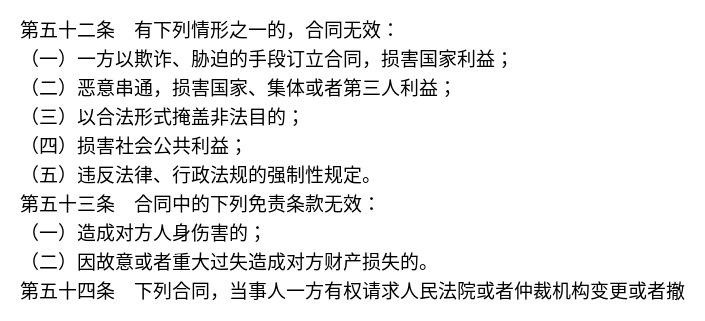 第五十二条　有下列情形之一的，合同无效：
（一）一方以欺诈、胁迫的手段订立合同，损害国家利益；
（二）恶意串通，损害国家、集体或者第三人利益；
（三）以合法形式掩盖非法目的；
（四）损害社会公共利益；
（五）违反法律、行政法规的强制性规定。
第五十三条　合同中的下列免责条款无效：
（一）造成对方人身伤害的；
（二）因故意或者重大过失造成对方财产损失的。
第五十四条　下列合同，当事人一方有权请求人民法院或者仲裁机构变更或者撤